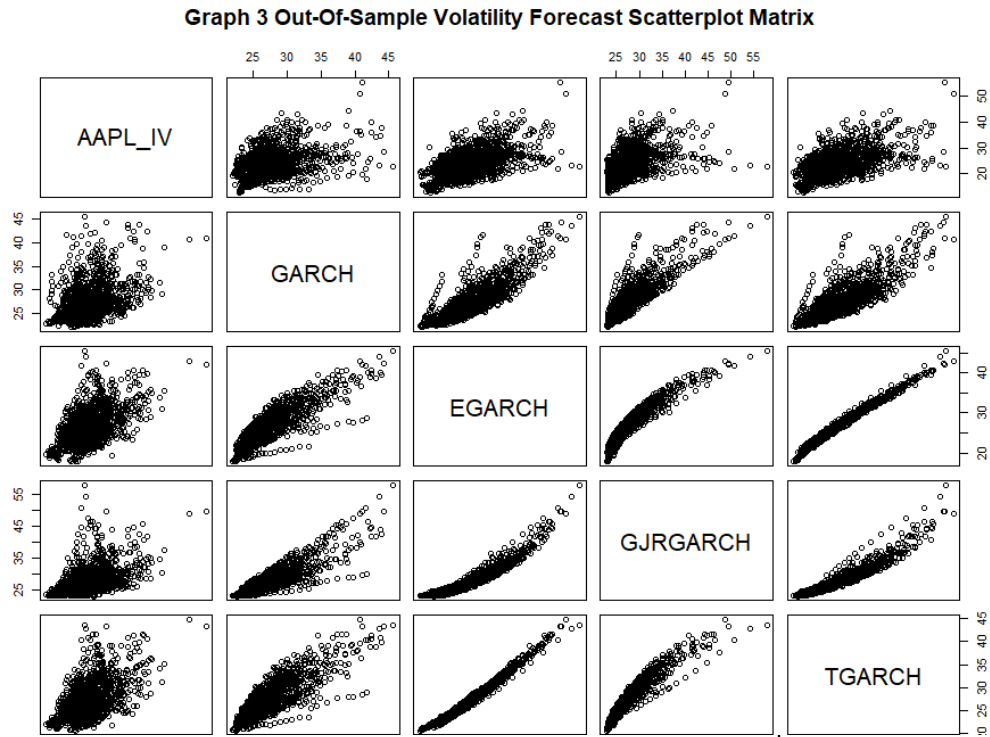 Graph 3 Out-Of-Sample Volatility Forecast Scatterplot Matrix
25 30 35 40 45
25 30 35 40 45 50 55
AAPL_IV
20 30 40 50
25 30 35 40 45
GARCH
EGARCH
20 30 40
25 35 45 55
GJRGARCH
TGARCH
20 25 30 35 40 45